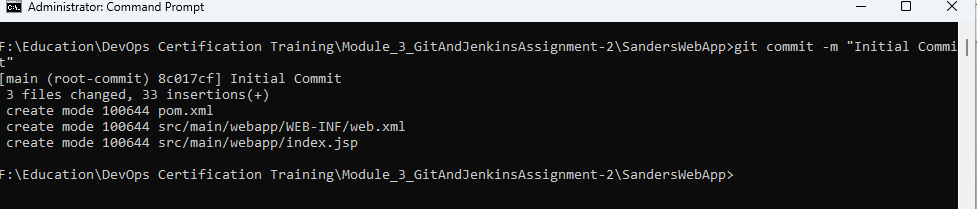 Administrator: Command Prompt
F:\Education\DevOps Certification Training\Module_3_GitAndJenkinsAssignment-2\SandersWebApp>git commit -m "Initial Commi
t"
[main (root-commit) 8c017cf] Initial Commit
 3 files changed, 33 insertions(+)
 create mode 100644 pom.xml
 create mode 100644 src/main/webapp/WEB-INF/web.xml
 create mode 100644 src/main/webapp/index.jsp
F:\Education\DevOps Certification Training\Module_3_GitAndJenkinsAssignment-2\SandersWebApp>